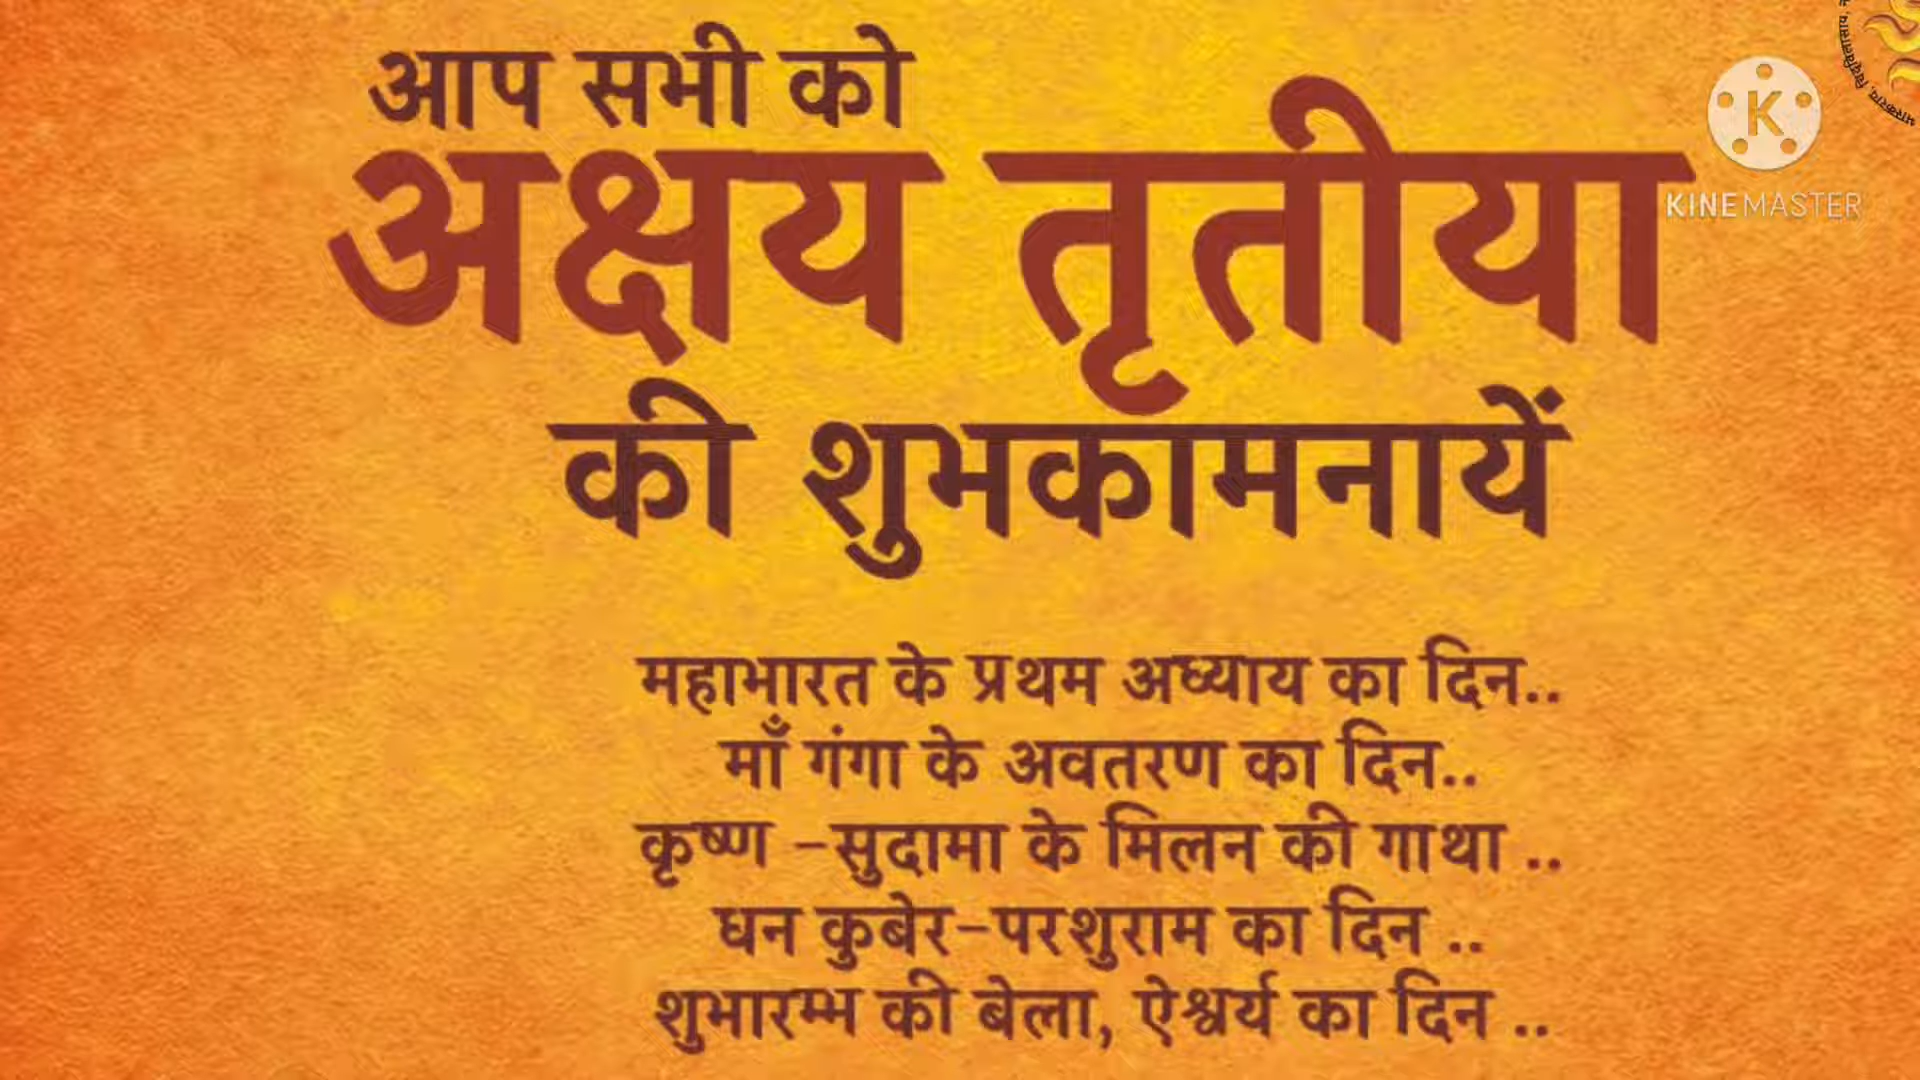 आप सभी को
अक्षय तृतीया
KINEMASTER
की शुभकामनायें
महाभारत के प्रथम अध्याय का दिन..
माँ गंगा के अवतरण का दिन..
कृष्ण -सुदामा के मिलन की गाथा ..
धन कुबेर-परशुराम का दिन ..
शुभारम्भ की बेला, ऐश्वर्य का दिन ..